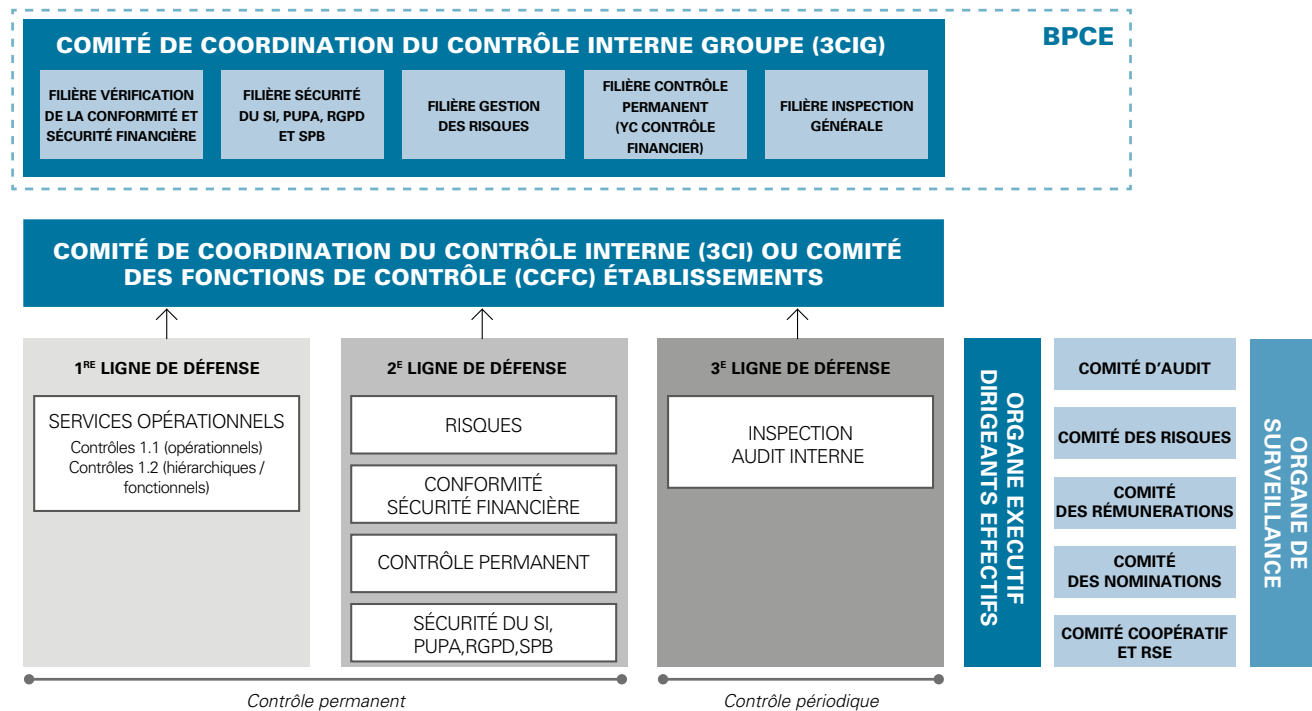 COMITÉ DE COORDINATION DU CONTRÔLE INTERNE GROUPE (3CIG)
BPCE
FILIÈRE VÉRIFICATION
DE LA CONFORMITÉ ET
SÉCURITÉ FINANCIÈRE
FILIÈRE SÉCURITÉ
DU SI, PUPA, RGPD
ET SPB
FILIÈRE GESTION
DES RISQUES
FILIÈRE CONTRÔLE
PERMANENT
(YC CONTRÔLE
FINANCIER)
FILIÈRE INSPECTION
GÉNÉRALE
COMITÉ DE COORDINATION DU CONTRÔLE INTERNE (3CI) OU COMITÉ
DES FONCTIONS DE CONTRÔLE (CCFC) ÉTABLISSEMENTS
1RE LIGNE DE DÉFENSE
SERVICES OPÉRATIONNELS
Contrôles 1.1 (opérationnels)
Contrôles 1.2 (hiérarchiques /
fonctionnels)
2E LIGNE DE DÉFENSE
RISQUES
CONFORMITÉ
SÉCURITÉ FINANCIÈRE
CONTRÔLE PERMANENT
SÉCURITÉ DU SI,
PUPA,RGPD,SPB
3E LIGNE DE DÉFENSE
INSPECTION
AUDIT INTERNE
ORGANE EXECUTIF
DIRIGEANTS EFFECTIFS
COMITÉ D'AUDIT
COMITÉ DES RISQUES
COMITÉ
DES RÉMUNERATIONS
COMITÉ
DES NOMINATIONS
COMITÉ COOPÉRATIF
ET RSE
ORGANE DE
SURVEILLANCE
Contrôle permanent
Contrôle périodique